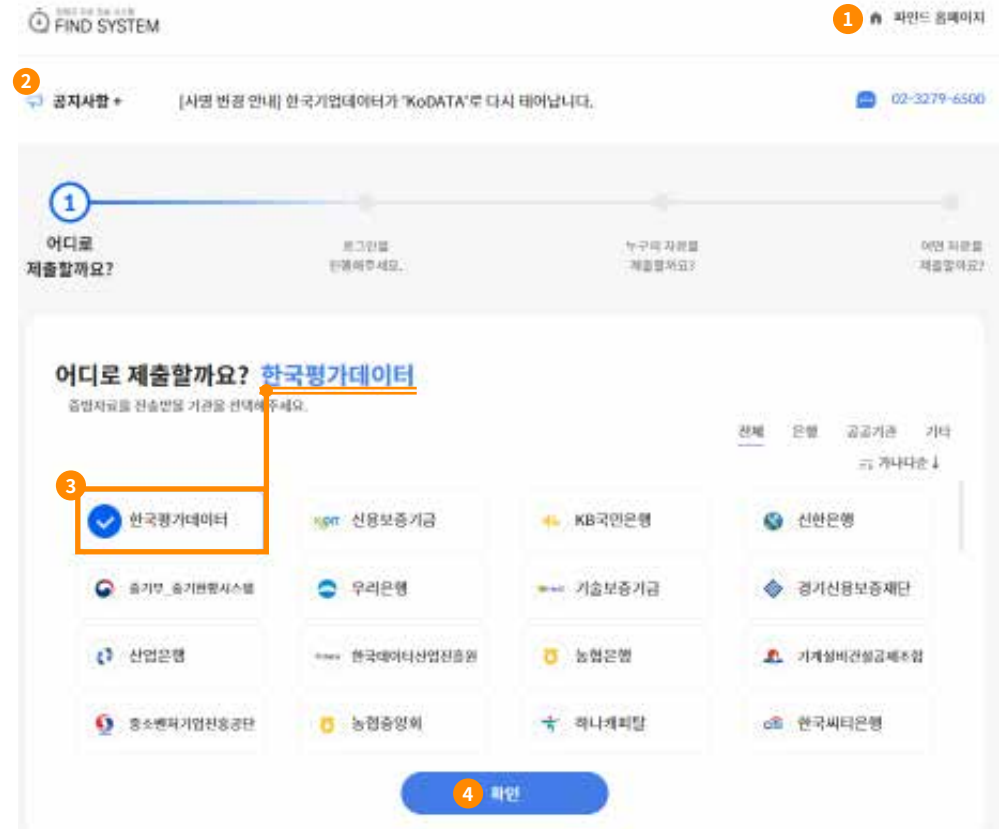 FIND SYSTEM
1 파인드 홈페이지
2
공지사항 +
[사명 변경 안내] 한국기업데이터가 "KoDATA"로 다시 태어납니다.
02-3279-6500
1
어디로
제출할까요?
로그인을
진행해주세요.
누구의 자료를
제출할까요?
어떤 자료를
제출할까요?
어디로 제출할까요? 한국평가데이터
증빙자료를 전송받을 기관을 선택해주세요.
전체 은행 공공기관 기타
가나다순↓
3
한국평가데이터
신용보증기금
KB국민은행
신한은행
중기부_중기현황시스템
우리은행
기술보증기금
경기신용보증재단
산업은행
한국데이터산업진흥원
농협은행
기계설비건설공제조합
중소벤처기업진흥공단
농협중앙회
하나캐피탈
citi 한국씨티은행
4 확인